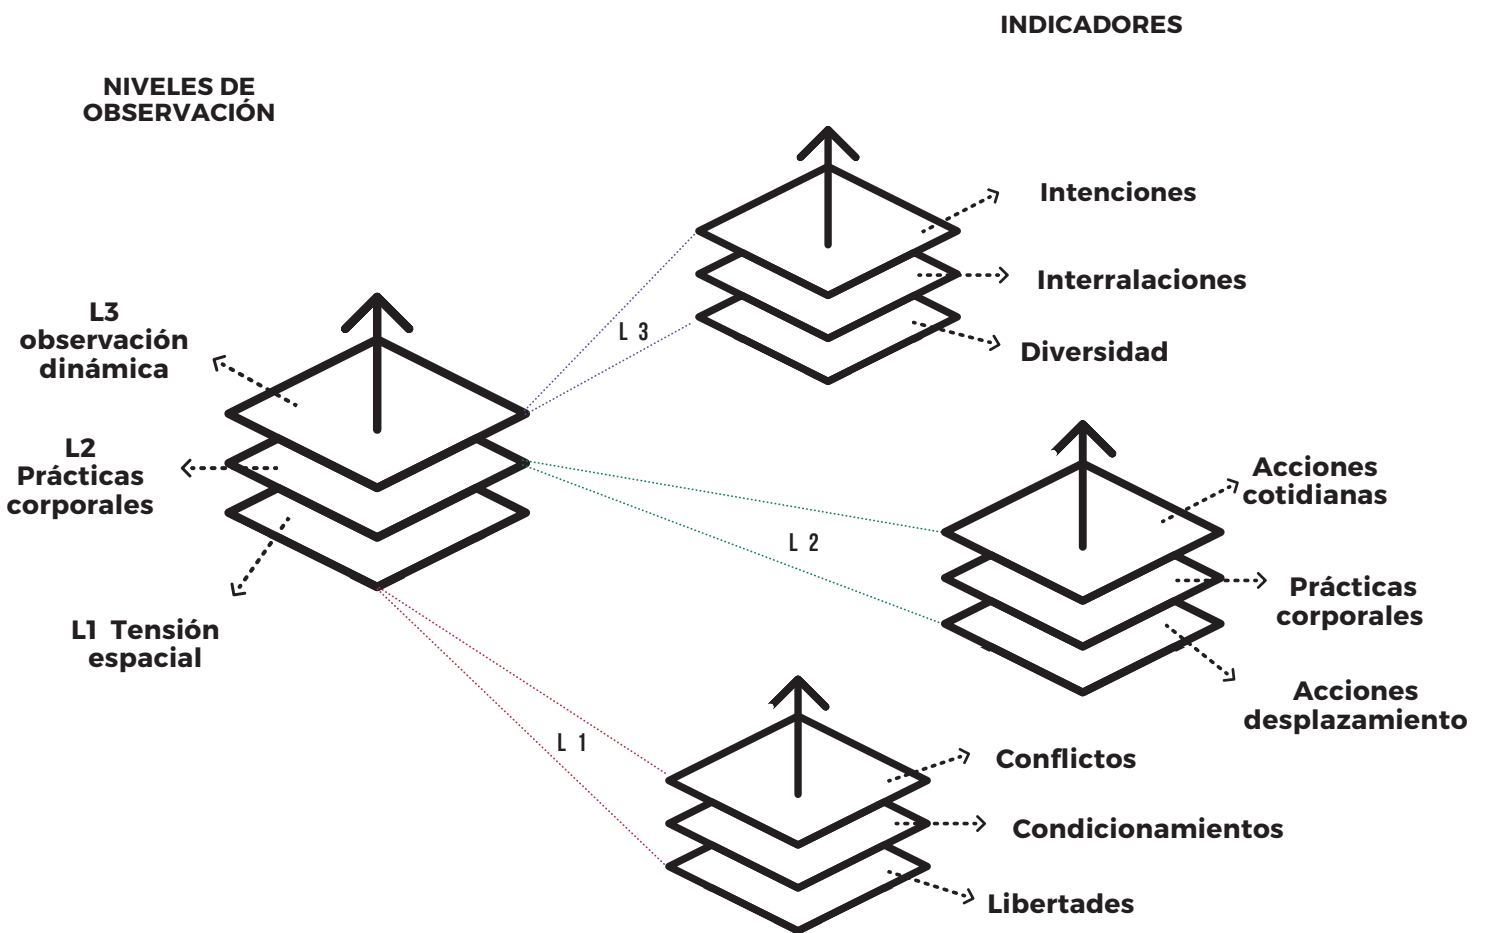 INDICADORES
NIVELES DE
OBSERVACIÓN
L3
observación
dinámica
L2
Prácticas
corporales
L1 Tensión
espacial
L 3
Intenciones
Interralaciones
Diversidad
L 2
Acciones
cotidianas
Prácticas
corporales
Acciones
desplazamiento
L 1
Conflictos
Condicionamientos
Libertades